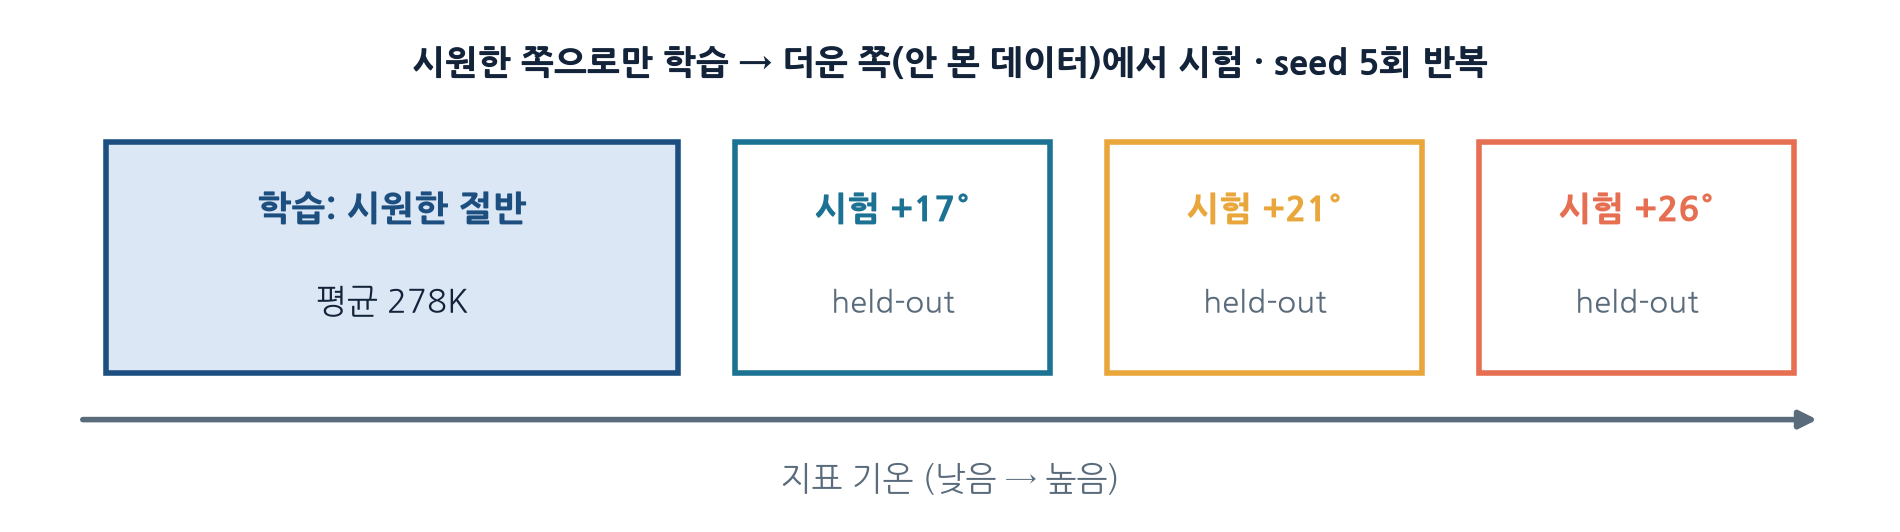 시원한 쪽으로만 학습 → 더운 쪽(안 본 데이터)에서 시험 · seed 5회 반복
학습: 시원한 절반
평균 278K
시험 +17°
held-out
시험 +21°
held-out
시험 +26°
held-out
지표 기온 (낮음 → 높음)